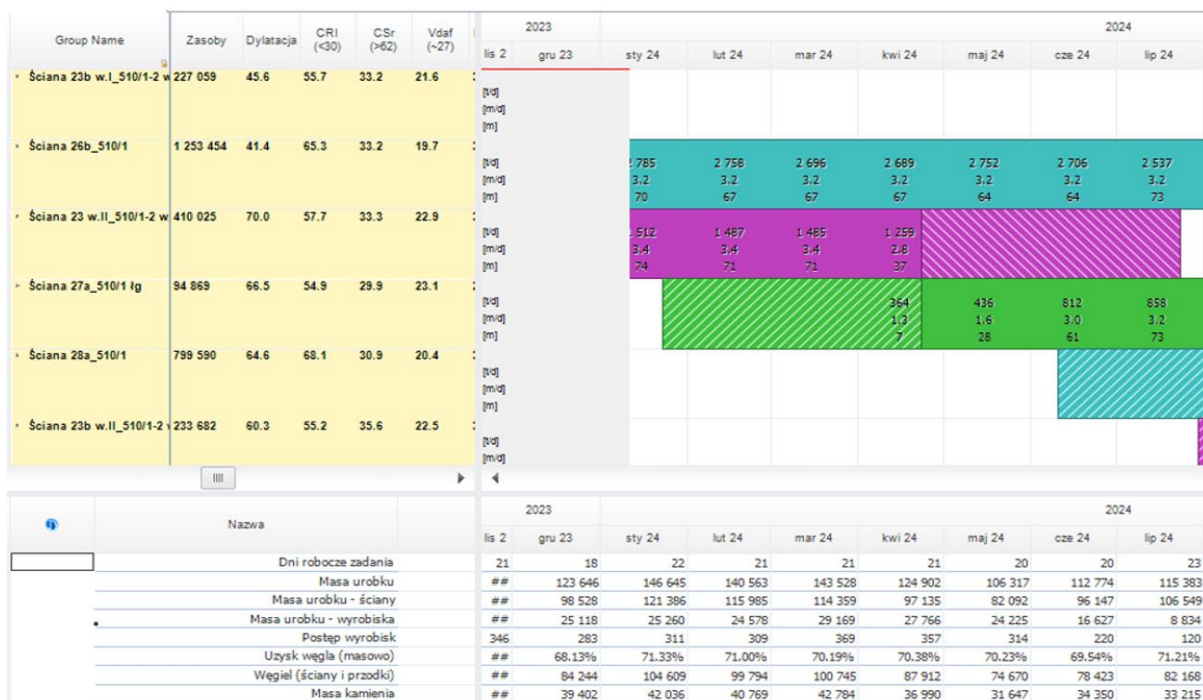 Group Name Zasoby Dylatacja CRI (<30) CSr (>62) Vdaf (~27)
2023 2024
lis 2 gru 23 sty 24 lut 24 mar 24 kwi 24 maj 24 cze 24 lip 24
Ściana 23b w.I_510/1-2 w 227 059 45.6 55.7 33.2 21.6
[t/d]
[m/d]
[m]
Ściana 26b_510/1 1 253 454 41.4 65.3 33.2 19.7
[t/d] 2 785 2 758 2 696 2 689 2 752 2 706 2 537
[m/d] 3.2 3.2 3.2 3.2 3.2 3.2 3.2
[m] 70 67 67 67 64 64 73
Ściana 23 w.II_510/1-2 w 410 025 70.0 57.7 33.3 22.9
[t/d] 512 1 487 1 485 1 259
[m/d] 3.4 3.4 3.4 2.8
[m] 74 71 71 37
Ściana 27a_510/1 łg 94 869 66.5 54.9 29.9 23.1
[t/d] 364 436 812 858
[m/d] 1.3 1.6 3.0 3.2
[m] 7 28 61 73
Ściana 28a_510/1 799 590 64.6 68.1 30.9 20.4
[t/d]
[m/d]
[m]
Ściana 23b w.II_510/1-2 233 682 60.3 55.2 35.6 22.5
[t/d]
[m/d]
Nazwa
2023 2024
lis 2 gru 23 sty 24 lut 24 mar 24 kwi 24 maj 24 cze 24 lip 24
Dni robocze zadania 21 18 22 21 21 21 20 20 23
Masa urobku ## 123 646 146 645 140 563 143 528 124 902 106 317 112 774 115 383
Masa urobku - ściany ## 98 528 121 386 115 985 114 359 97 135 82 092 96 147 106 549
Masa urobku - wyrobiska ## 25 118 25 260 24 578 29 169 27 766 24 225 16 627 8 834
Postęp wyrobisk 346 283 311 309 369 357 314 220 120
Uzysk węgla (masowo) ## 68.13% 71.33% 71.00% 70.19% 70.38% 70.23% 69.54% 71.21%
Węgiel (ściany i przodki) ## 84 244 104 609 99 794 100 745 87 912 74 670 78 423 82 168
Masa kamienia ## 39 402 42 036 40 769 42 784 36 990 31 647 34 350 33 215